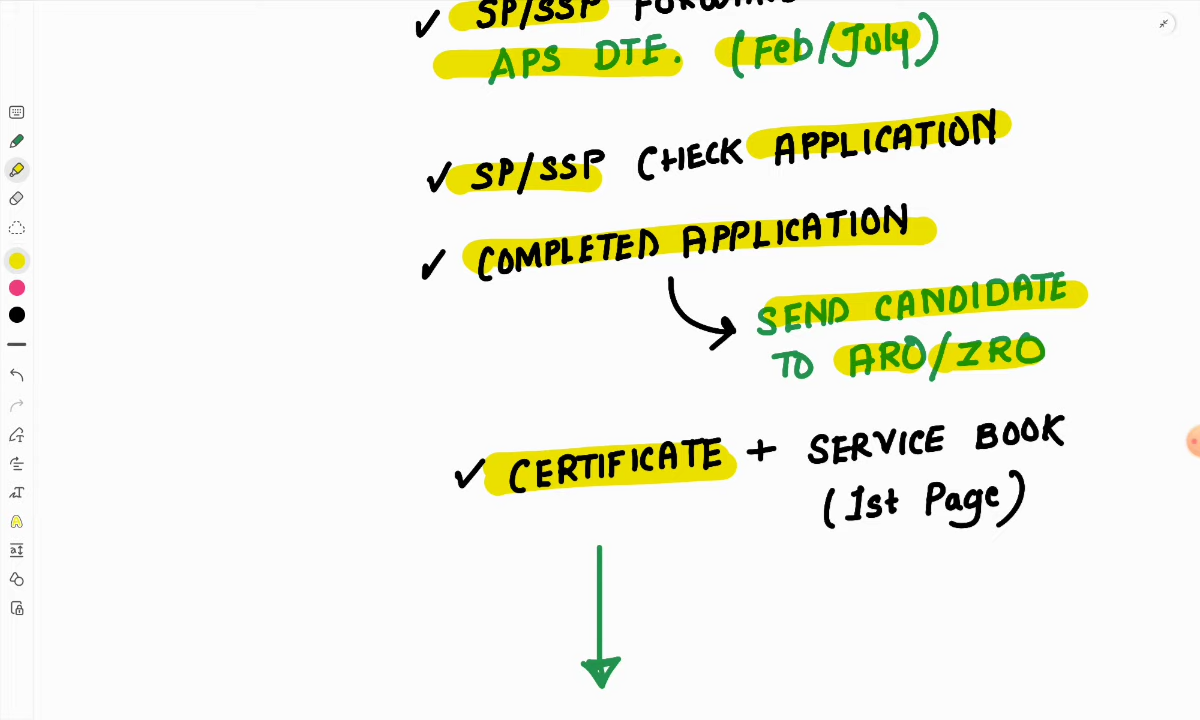 ✓ SP/SSP
APS DTE. (Feb/July)
✓ SP/SSP CHECK APPLICATION
✓ COMPLETED APPLICATION
SEND CANDIDATE
TO ARO/ZRO
✓ CERTIFICATE + SERVICE BOOK
(1st Page)